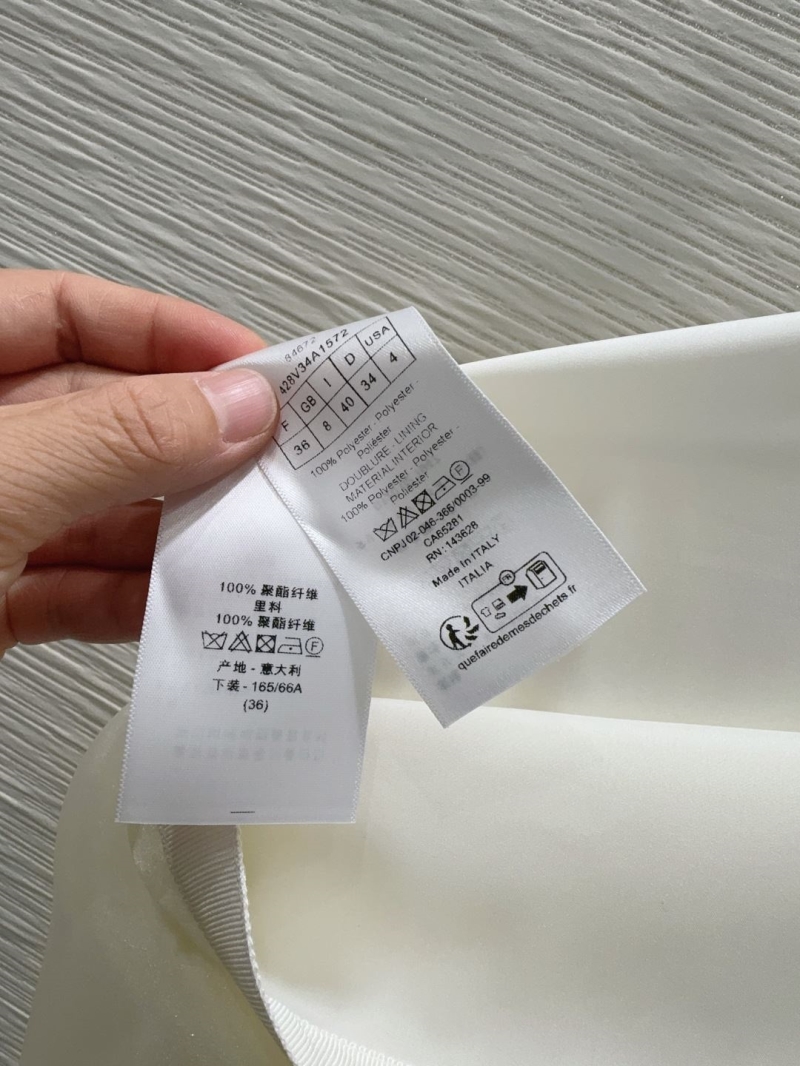 84672
428V34A1572
F GB I D USA
36 8 40 34 4
100% Polyester - Polyester -
Poliéster
DOUBLURE - LINING
MATERIAL INTERIOR
100% Polyester - Polyester -
Poliéster
F
CNPJ 02-046-366/0003-99
CA65281
RN: 143628
Made In ITALY
ITALIA
FR
quefairedemesdechets.fr
100% 聚酯纤维
里料
100% 聚酯纤维
F
产地 - 意大利
下装 - 165/66A
(36)